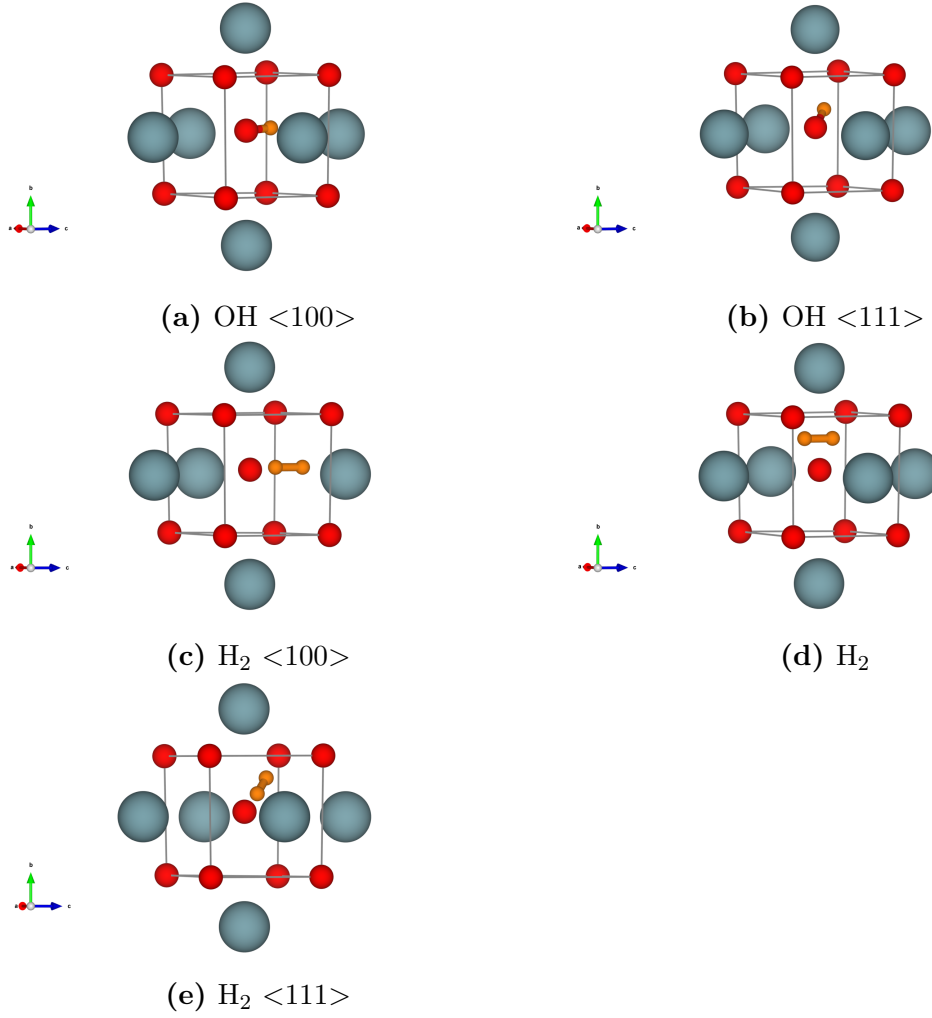 b
a
c
b
a
c
(a) OH <100>
(b) OH <111>
b
a
c
b
a
c
(c) H₂ <100>
(d) H₂
b
a
c
(e) H₂ <111>